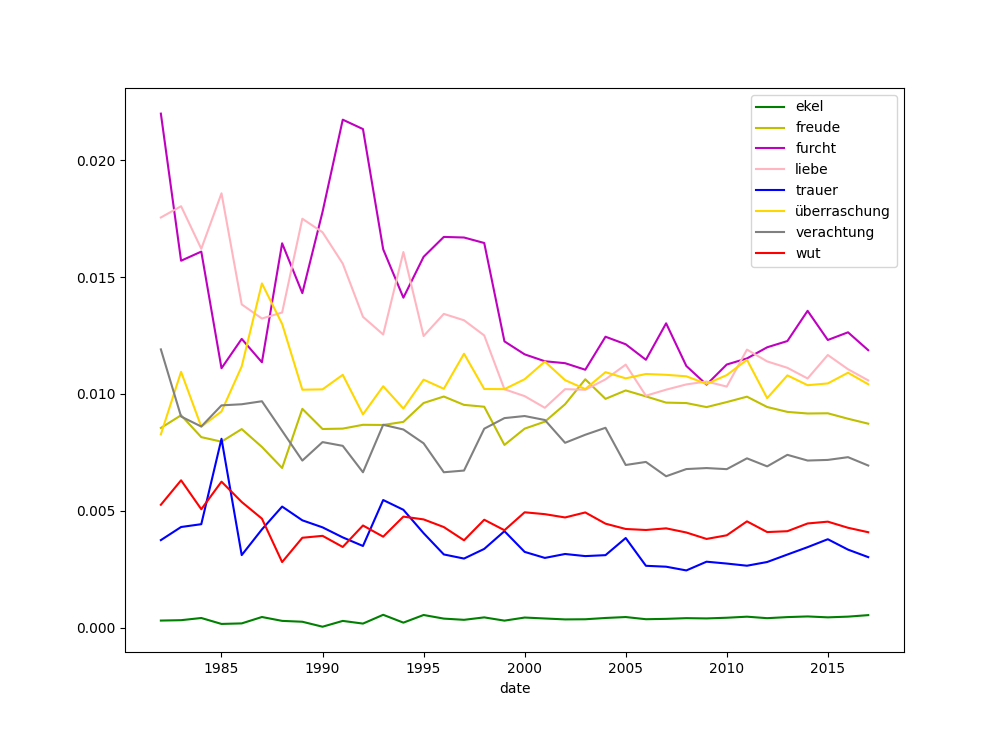 ekel
freude
furcht
liebe
trauer
überraschung
verachtung
wut
0.020
0.015
0.010
0.005
0.000
1985 1990 1995 2000 2005 2010 2015
date